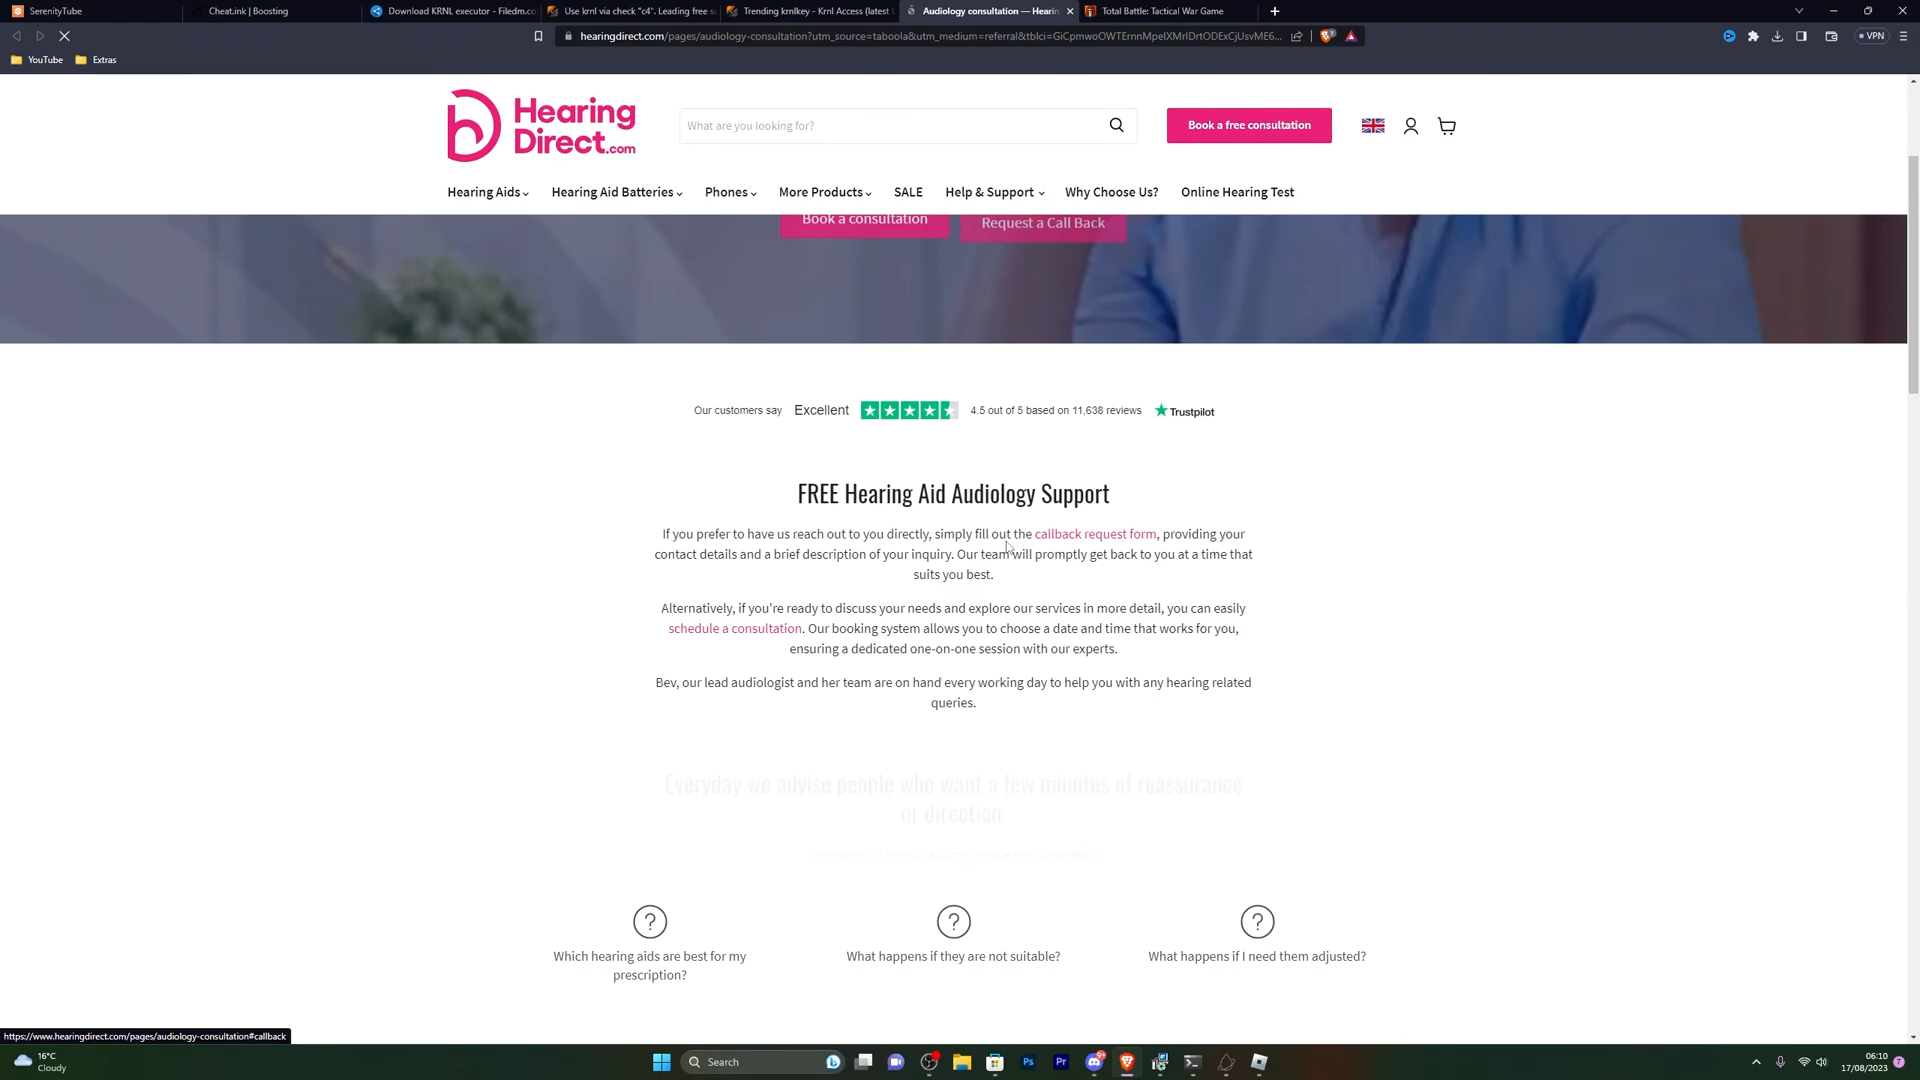 SerenityTube
Cheat.ink | Boosting
Download KRNL executor - Filedm.co
Use krnl via check "c4". Leading free s
Trending krnlkey - Krnl Access (latest
Audiology consultation — Hearin
Total Battle: Tactical War Game
hearingdirect.com/pages/audiology-consultation?utm_source=taboola&utm_medium=referral&tblci=GiCpmwoOWTErnnMpeIXMrIDrtODExCjUsvME6...
VPN
YouTube
Extras
Hearing
Direct.com
What are you looking for?
Book a free consultation
Hearing Aids
Hearing Aid Batteries
Phones
More Products
SALE
Help & Support
Why Choose Us?
Online Hearing Test
Book a consultation
Request a Call Back
Our customers say Excellent 4.5 out of 5 based on 11,638 reviews Trustpilot
FREE Hearing Aid Audiology Support
If you prefer to have us reach out to you directly, simply fill out the callback request form, providing your
contact details and a brief description of your inquiry. Our team will promptly get back to you at a time that
suits you best.
Alternatively, if you're ready to discuss your needs and explore our services in more detail, you can easily
schedule a consultation. Our booking system allows you to choose a date and time that works for you,
ensuring a dedicated one-on-one session with our experts.
Bev, our lead audiologist and her team are on hand every working day to help you with any hearing related
queries.
Everyday we advise people who want a few minutes of reassurance
or direction.
Which hearing aids are best for my
prescription?
What happens if they are not suitable?
What happens if I need them adjusted?
https://www.hearingdirect.com/pages/audiology-consultation#callback
16°C
Cloudy
Search
Ps
Pr
06:10
17/08/2023
7